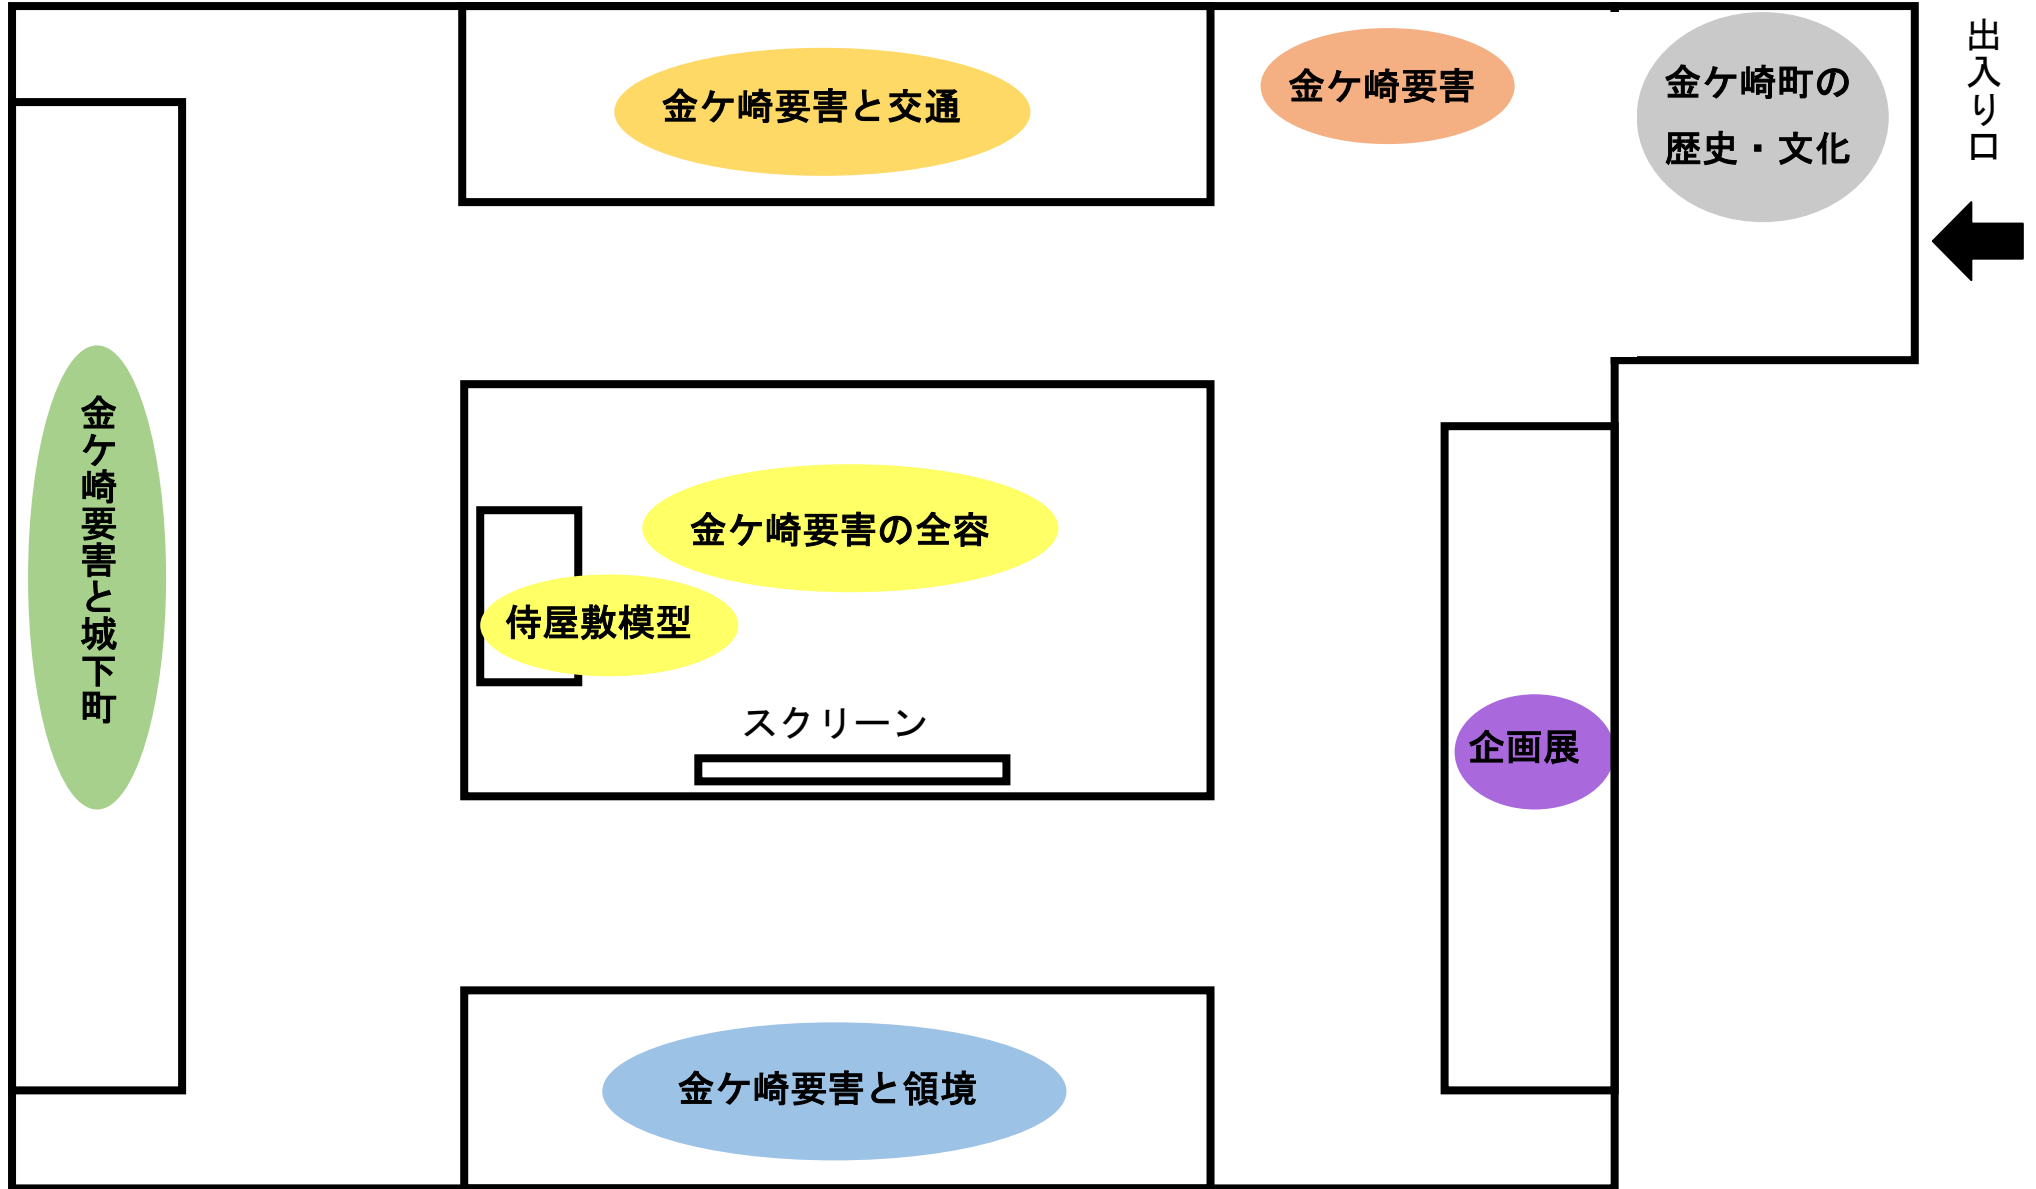 金ケ崎要害と交通
金ケ崎要害
金ケ崎町の
歴史・文化
出入り口
金ケ崎要害と城下町
金ケ崎要害の全容
侍屋敷模型
スクリーン
企画展
金ケ崎要害と領境